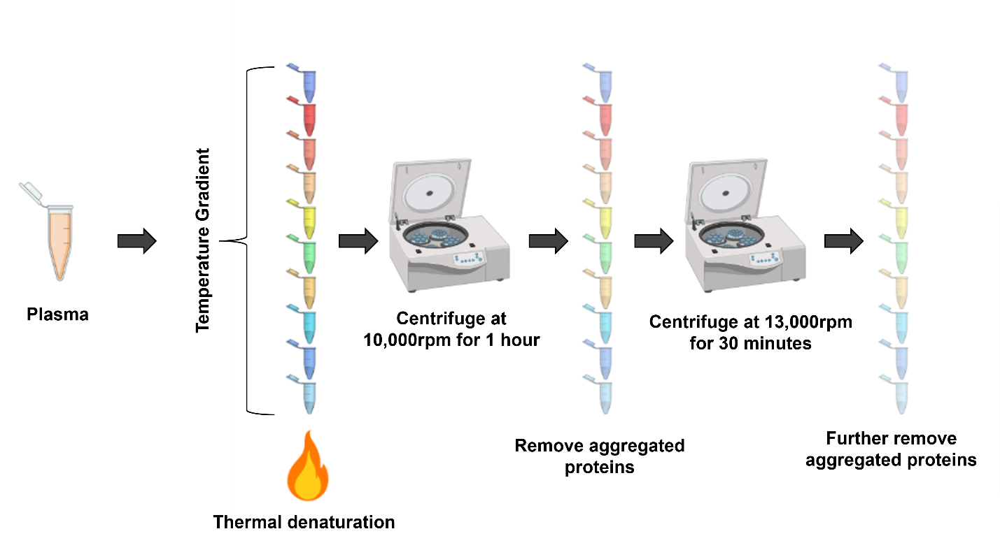 Plasma
Temperature Gradient
Thermal denaturation
Centrifuge at
10,000rpm for 1 hour
Remove aggregated
proteins
Centrifuge at 13,000rpm
for 30 minutes
Further remove
aggregated proteins